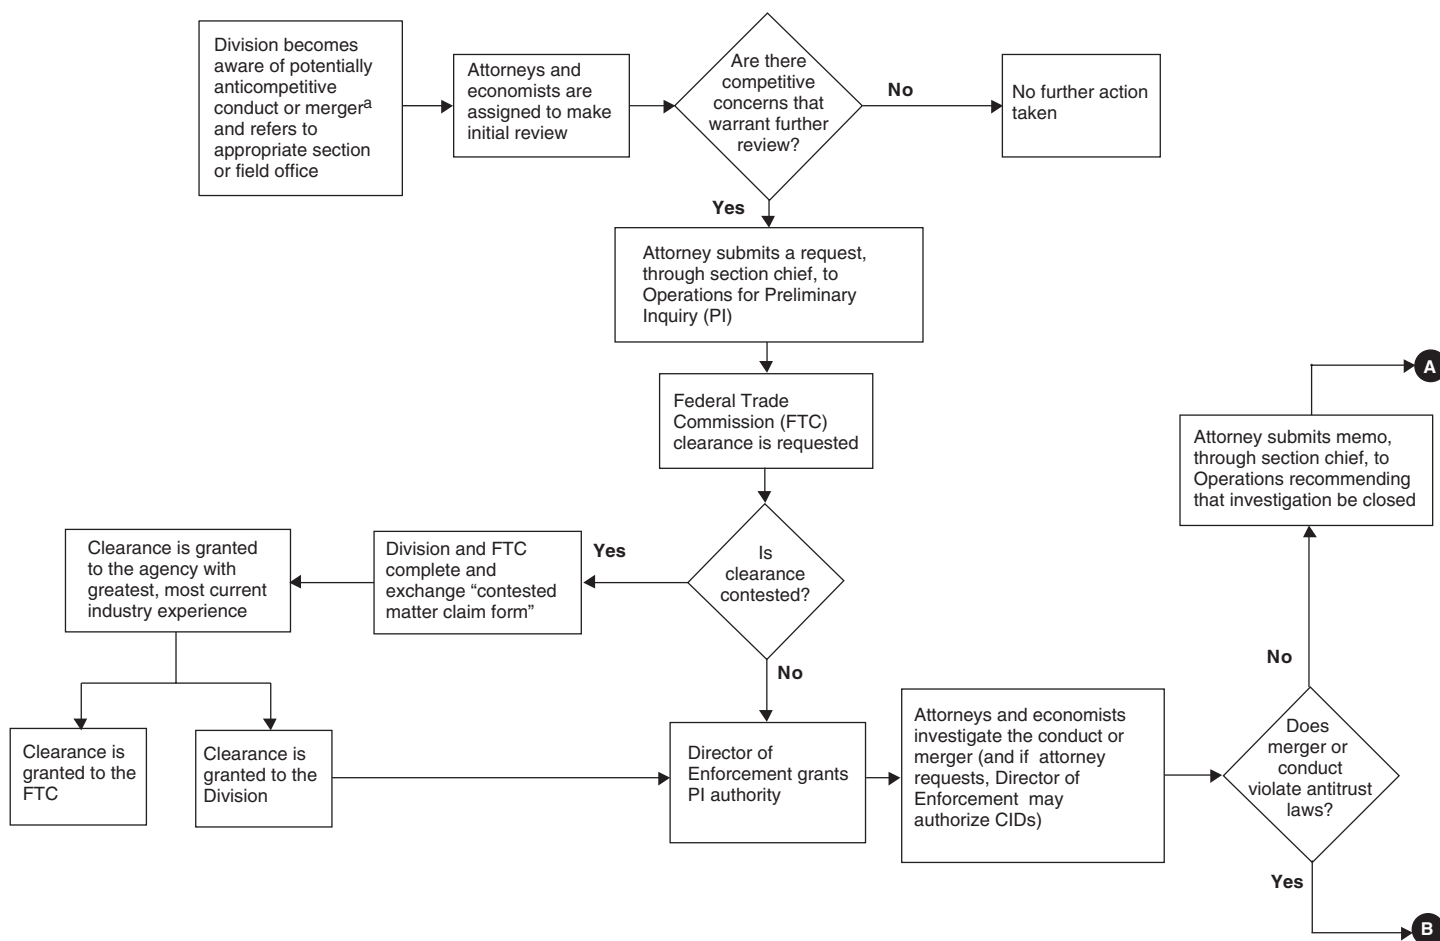 Division becomes
aware of potentially
anticompetitive
conduct or mergerᵃ
and refers to
appropriate section
or field office
Attorneys and
economists are
assigned to make
initial review
Are there
competitive
concerns that
warrant further
review?
No
No further action
taken
Yes
Attorney submits a request,
through section chief, to
Operations for Preliminary
Inquiry (PI)
Federal Trade
Commission (FTC)
clearance is requested
Is
clearance
contested?
Yes
Division and FTC
complete and
exchange “contested
matter claim form”
Clearance is granted
to the agency with
greatest, most current
industry experience
Clearance is
granted to the
FTC
Clearance is
granted to the
Division
No
Director of
Enforcement grants
PI authority
Attorneys and economists
investigate the conduct or
merger (and if attorney
requests, Director of
Enforcement may
authorize CIDs)
Does
merger or
conduct
violate antitrust
laws?
No
Attorney submits memo,
through section chief, to
Operations recommending
that investigation be closed
A
Yes
B